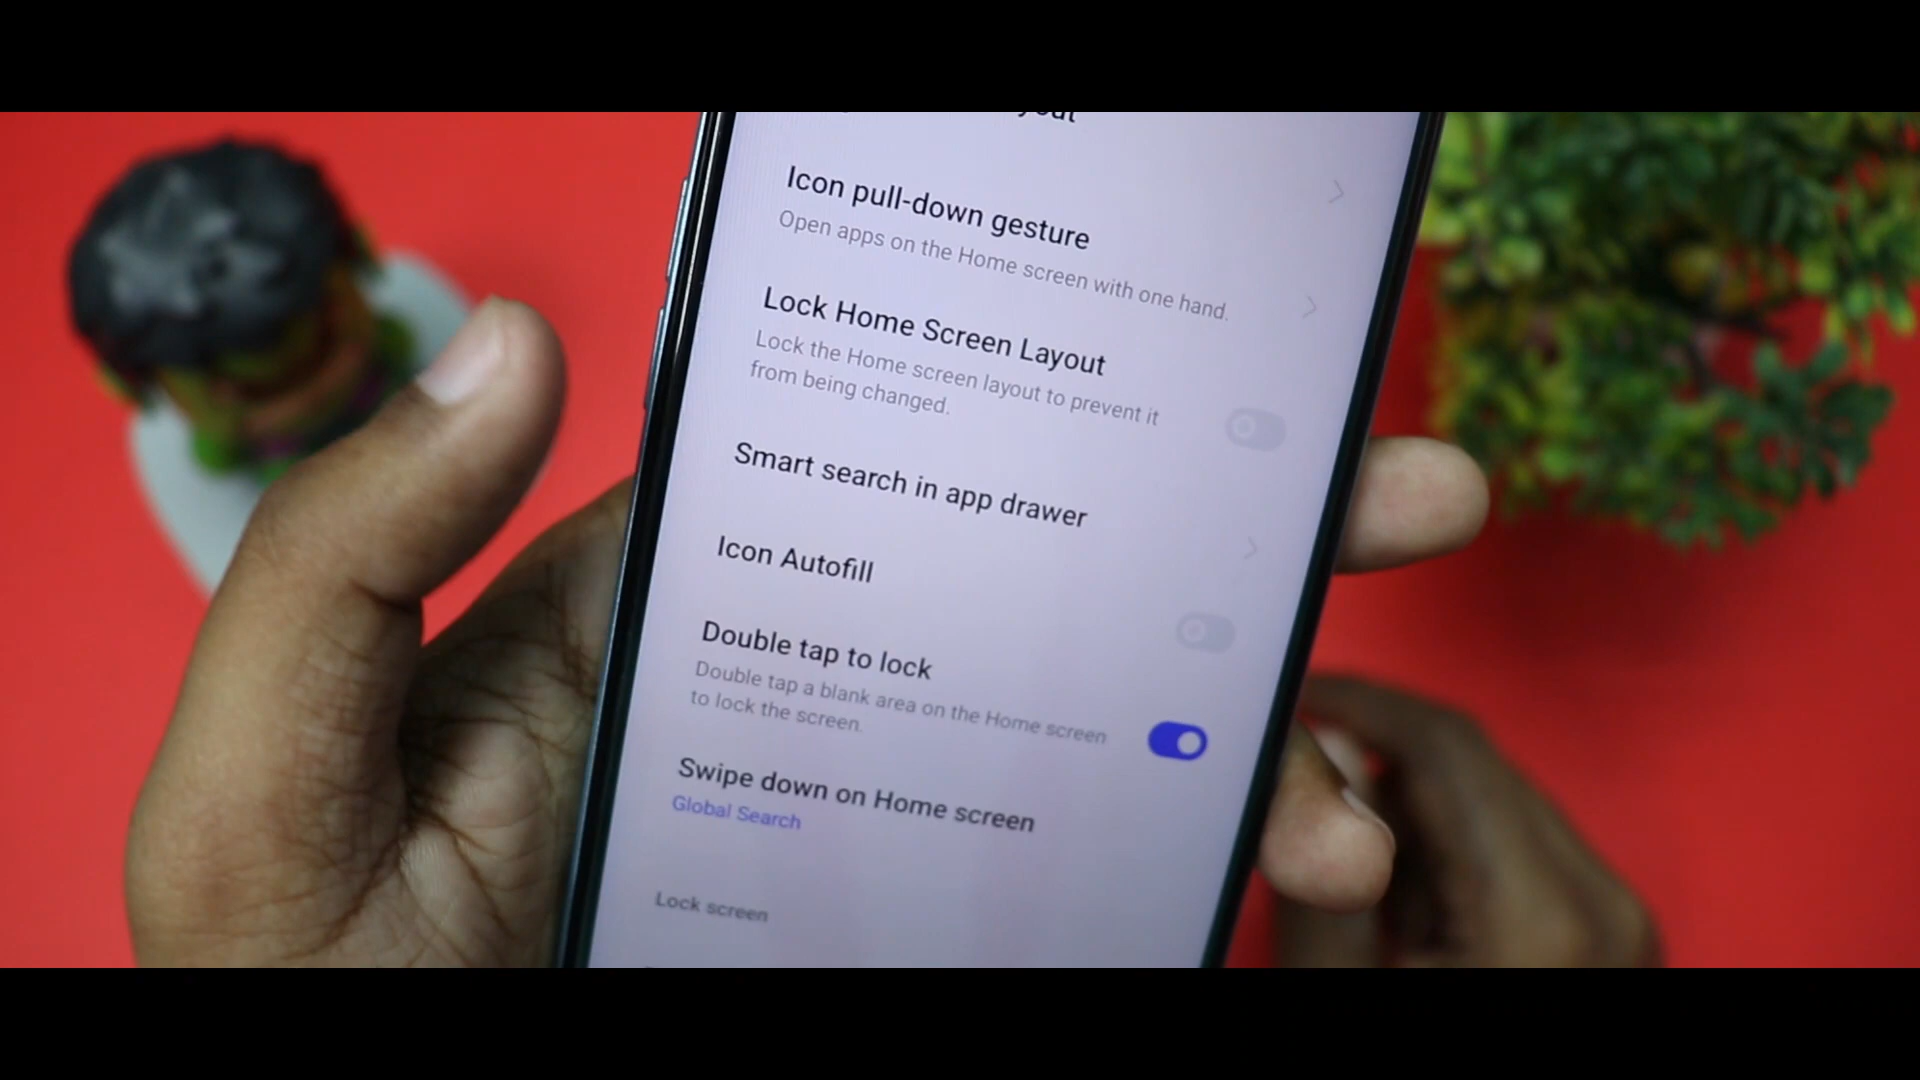 Icon pull-down gesture
Open apps on the Home screen with one hand.
Lock Home Screen Layout
Lock the Home screen layout to prevent it
from being changed.
Smart search in app drawer
Icon Autofill
Double tap to lock
Double tap a blank area on the Home screen
to lock the screen.
Swipe down on Home screen
Global Search
Lock screen